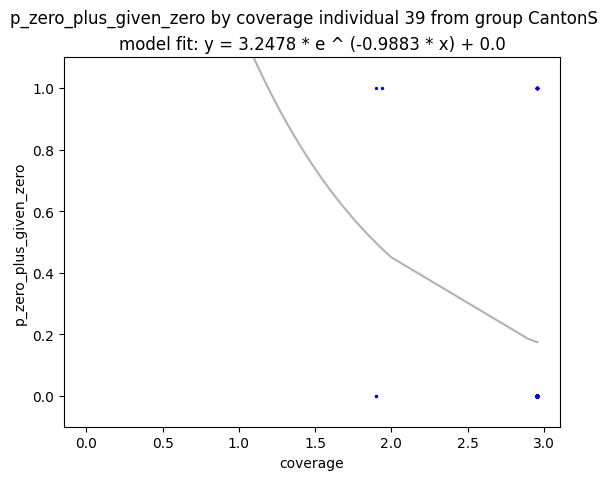 p_zero_plus_given_zero by coverage individual 39 from group CantonS
model fit: y = 3.2478 * e ^ (-0.9883 * x) + 0.0
1.0
0.8
0.6
0.4
0.2
0.0
p_zero_plus_given_zero
0.0 0.5 1.0 1.5 2.0 2.5 3.0
coverage